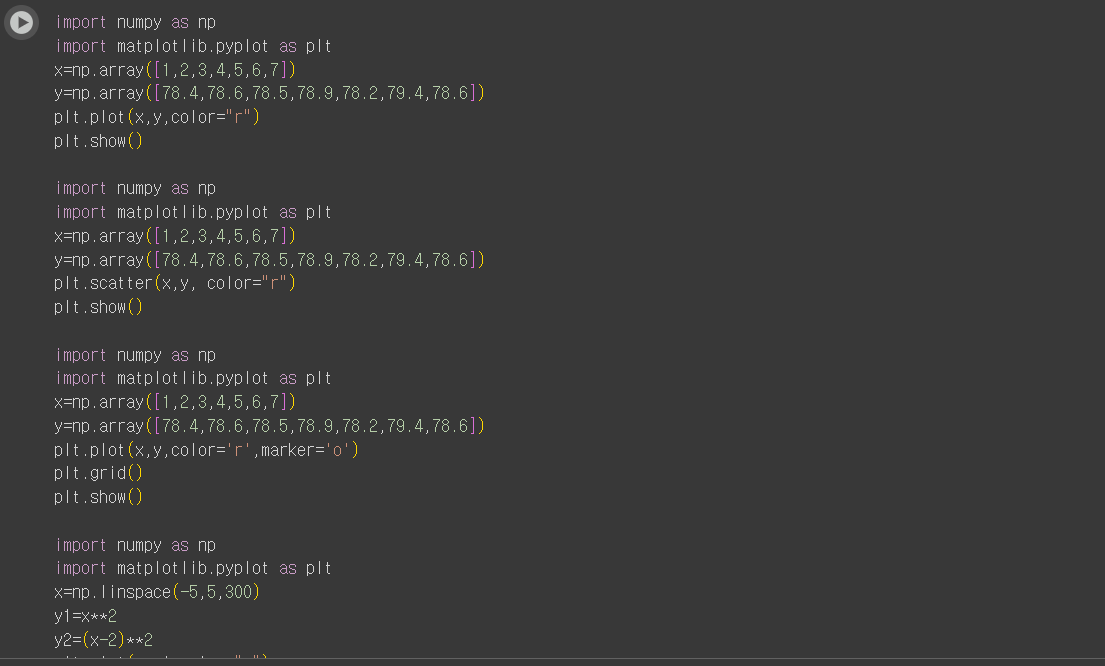 import numpy as np
import matplotlib.pyplot as plt
x=np.array([1,2,3,4,5,6,7])
y=np.array([78.4,78.6,78.5,78.9,78.2,79.4,78.6])
plt.plot(x,y,color="r")
plt.show()

import numpy as np
import matplotlib.pyplot as plt
x=np.array([1,2,3,4,5,6,7])
y=np.array([78.4,78.6,78.5,78.9,78.2,79.4,78.6])
plt.scatter(x,y, color="r")
plt.show()

import numpy as np
import matplotlib.pyplot as plt
x=np.array([1,2,3,4,5,6,7])
y=np.array([78.4,78.6,78.5,78.9,78.2,79.4,78.6])
plt.plot(x,y,color='r',marker='o')
plt.grid()
plt.show()

import numpy as np
import matplotlib.pyplot as plt
x=np.linspace(-5,5,300)
y1=x**2
y2=(x-2)**2